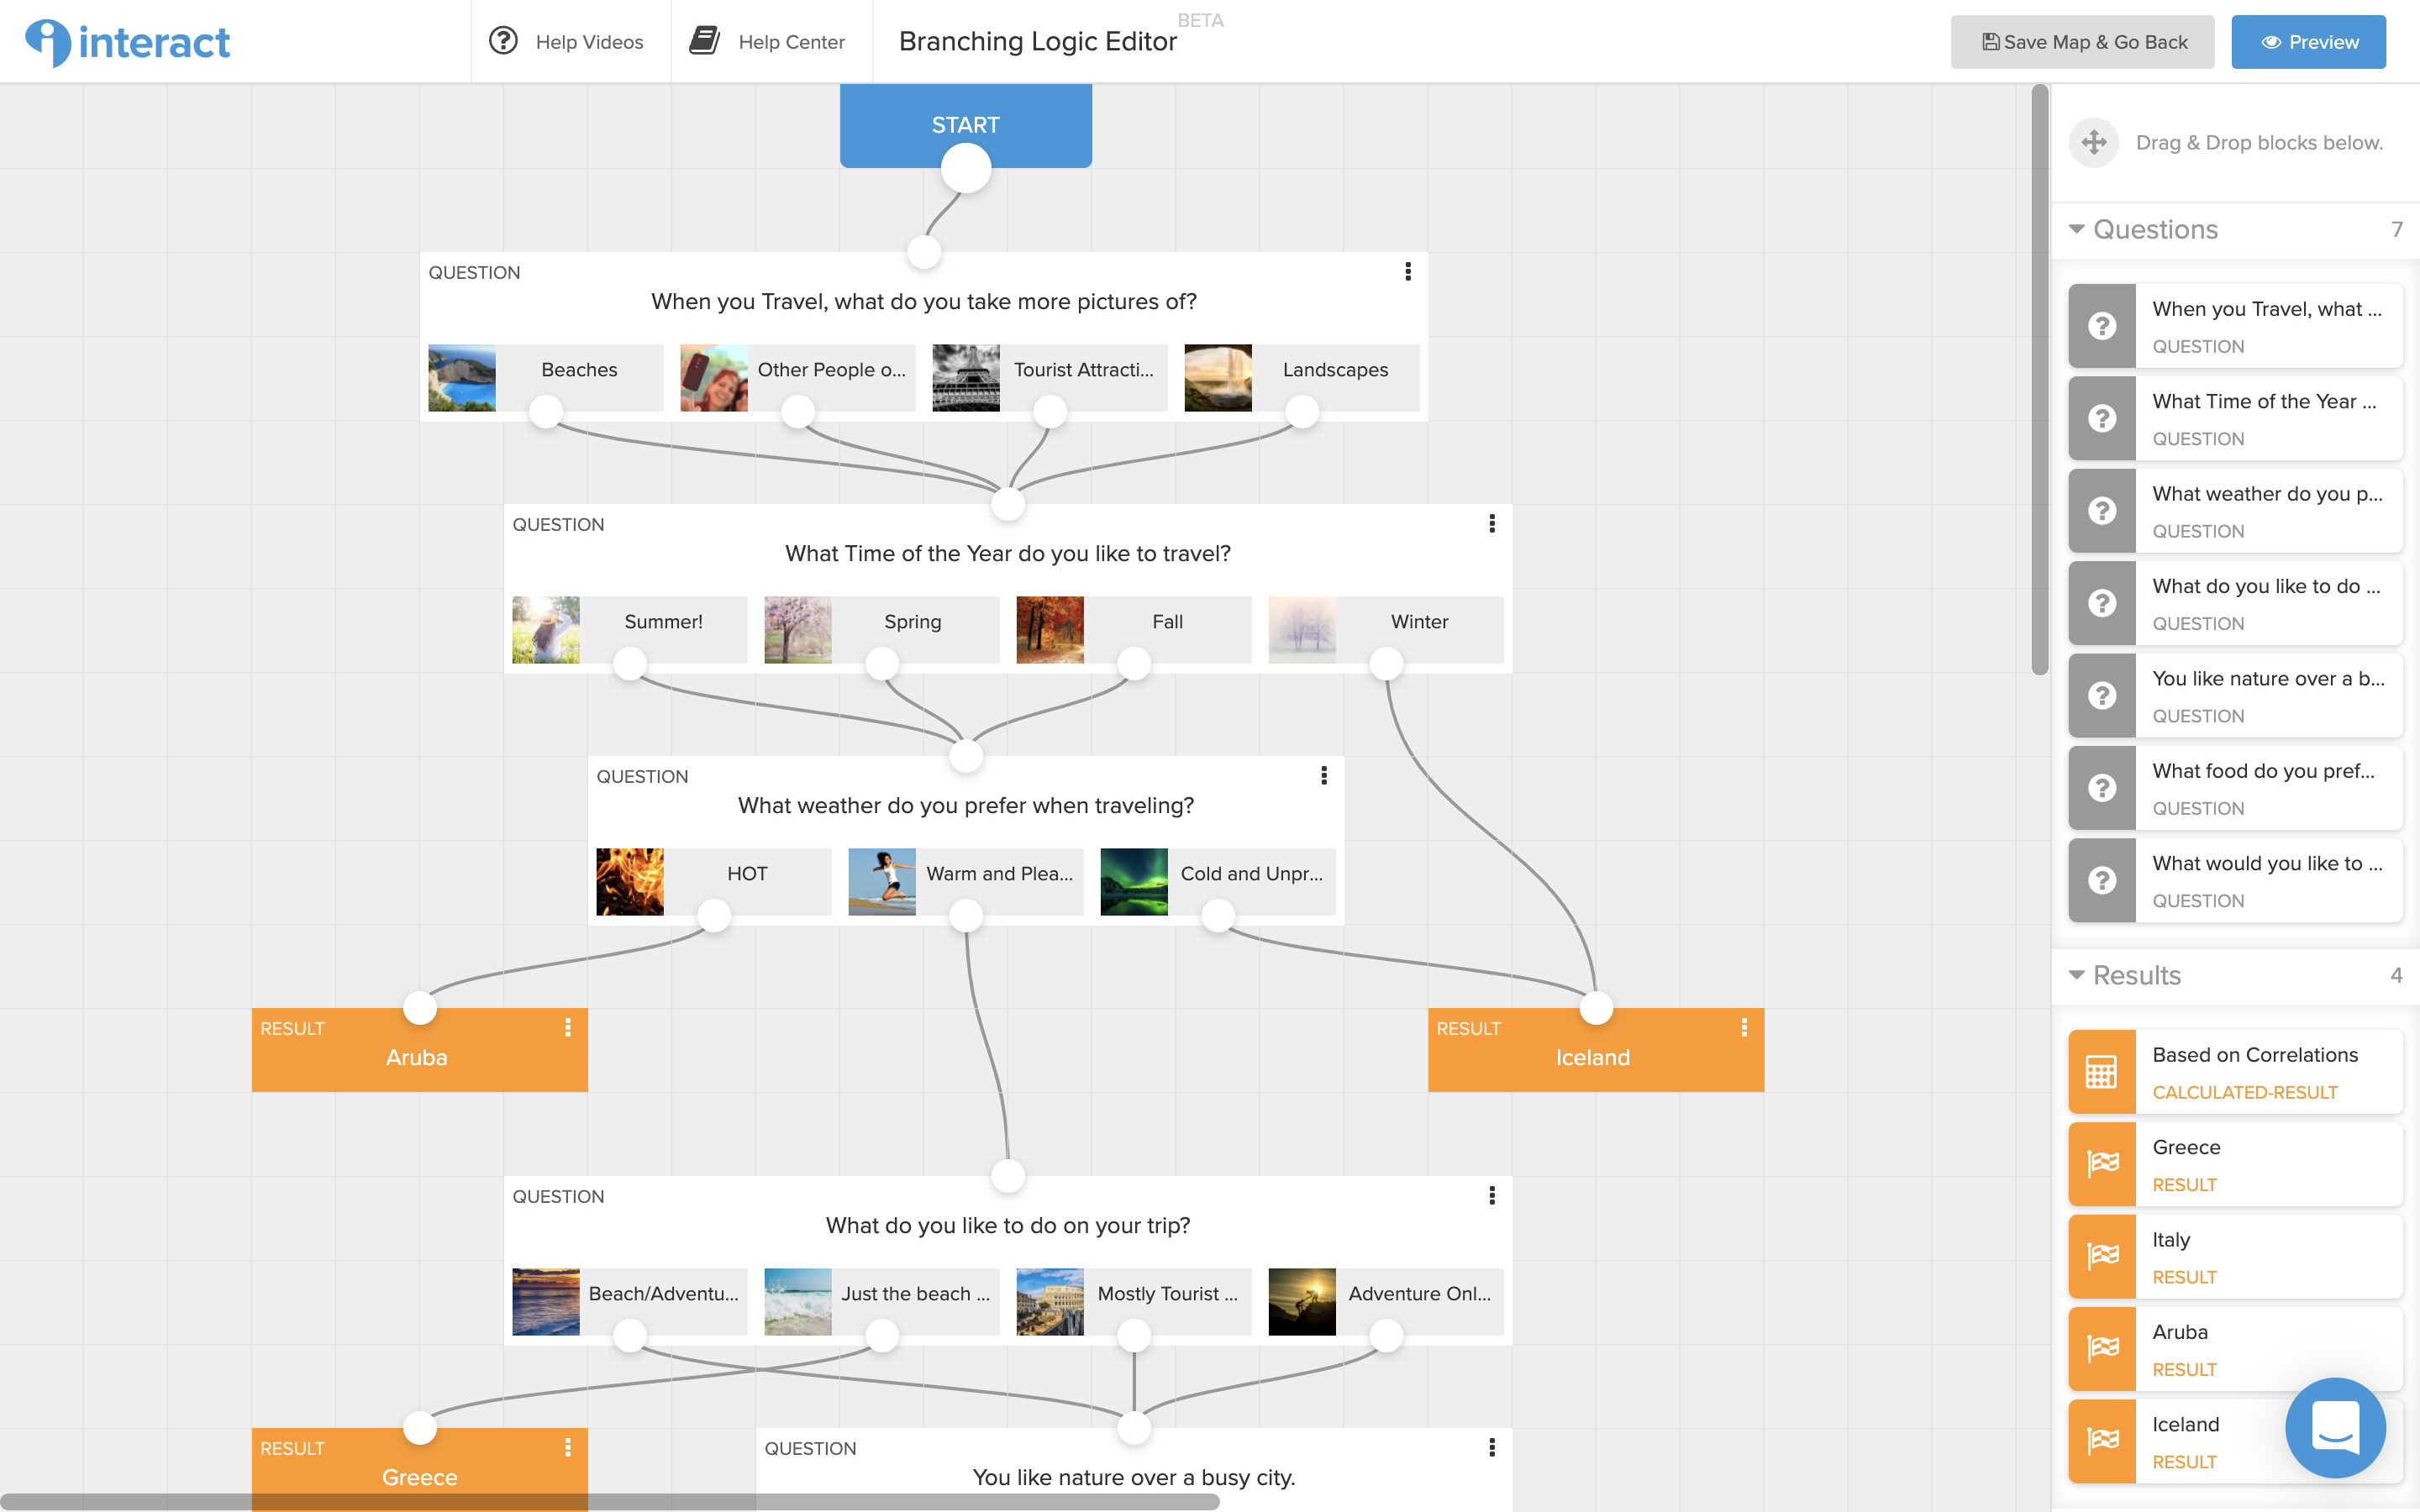 interact
Help Videos
Help Center
Branching Logic Editor
BETA
Save Map & Go Back
Preview
START
QUESTION
When you Travel, what do you take more pictures of?
Beaches
Other People o...
Tourist Attracti...
Landscapes
QUESTION
What Time of the Year do you like to travel?
Summer!
Spring
Fall
Winter
QUESTION
What weather do you prefer when traveling?
HOT
Warm and Plea...
Cold and Unpr...
RESULT
Aruba
RESULT
Iceland
QUESTION
What do you like to do on your trip?
Beach/Adventu...
Just the beach ...
Mostly Tourist ...
Adventure Onl...
RESULT
Greece
QUESTION
You like nature over a busy city.
Drag & Drop blocks below.
Questions 7
When you Travel, what ...
QUESTION
What Time of the Year ...
QUESTION
What weather do you p...
QUESTION
What do you like to do ...
QUESTION
You like nature over a b...
QUESTION
What food do you pref...
QUESTION
What would you like to ...
QUESTION
Results 4
Based on Correlations
CALCULATED-RESULT
Greece
RESULT
Italy
RESULT
Aruba
RESULT
Iceland
RESULT